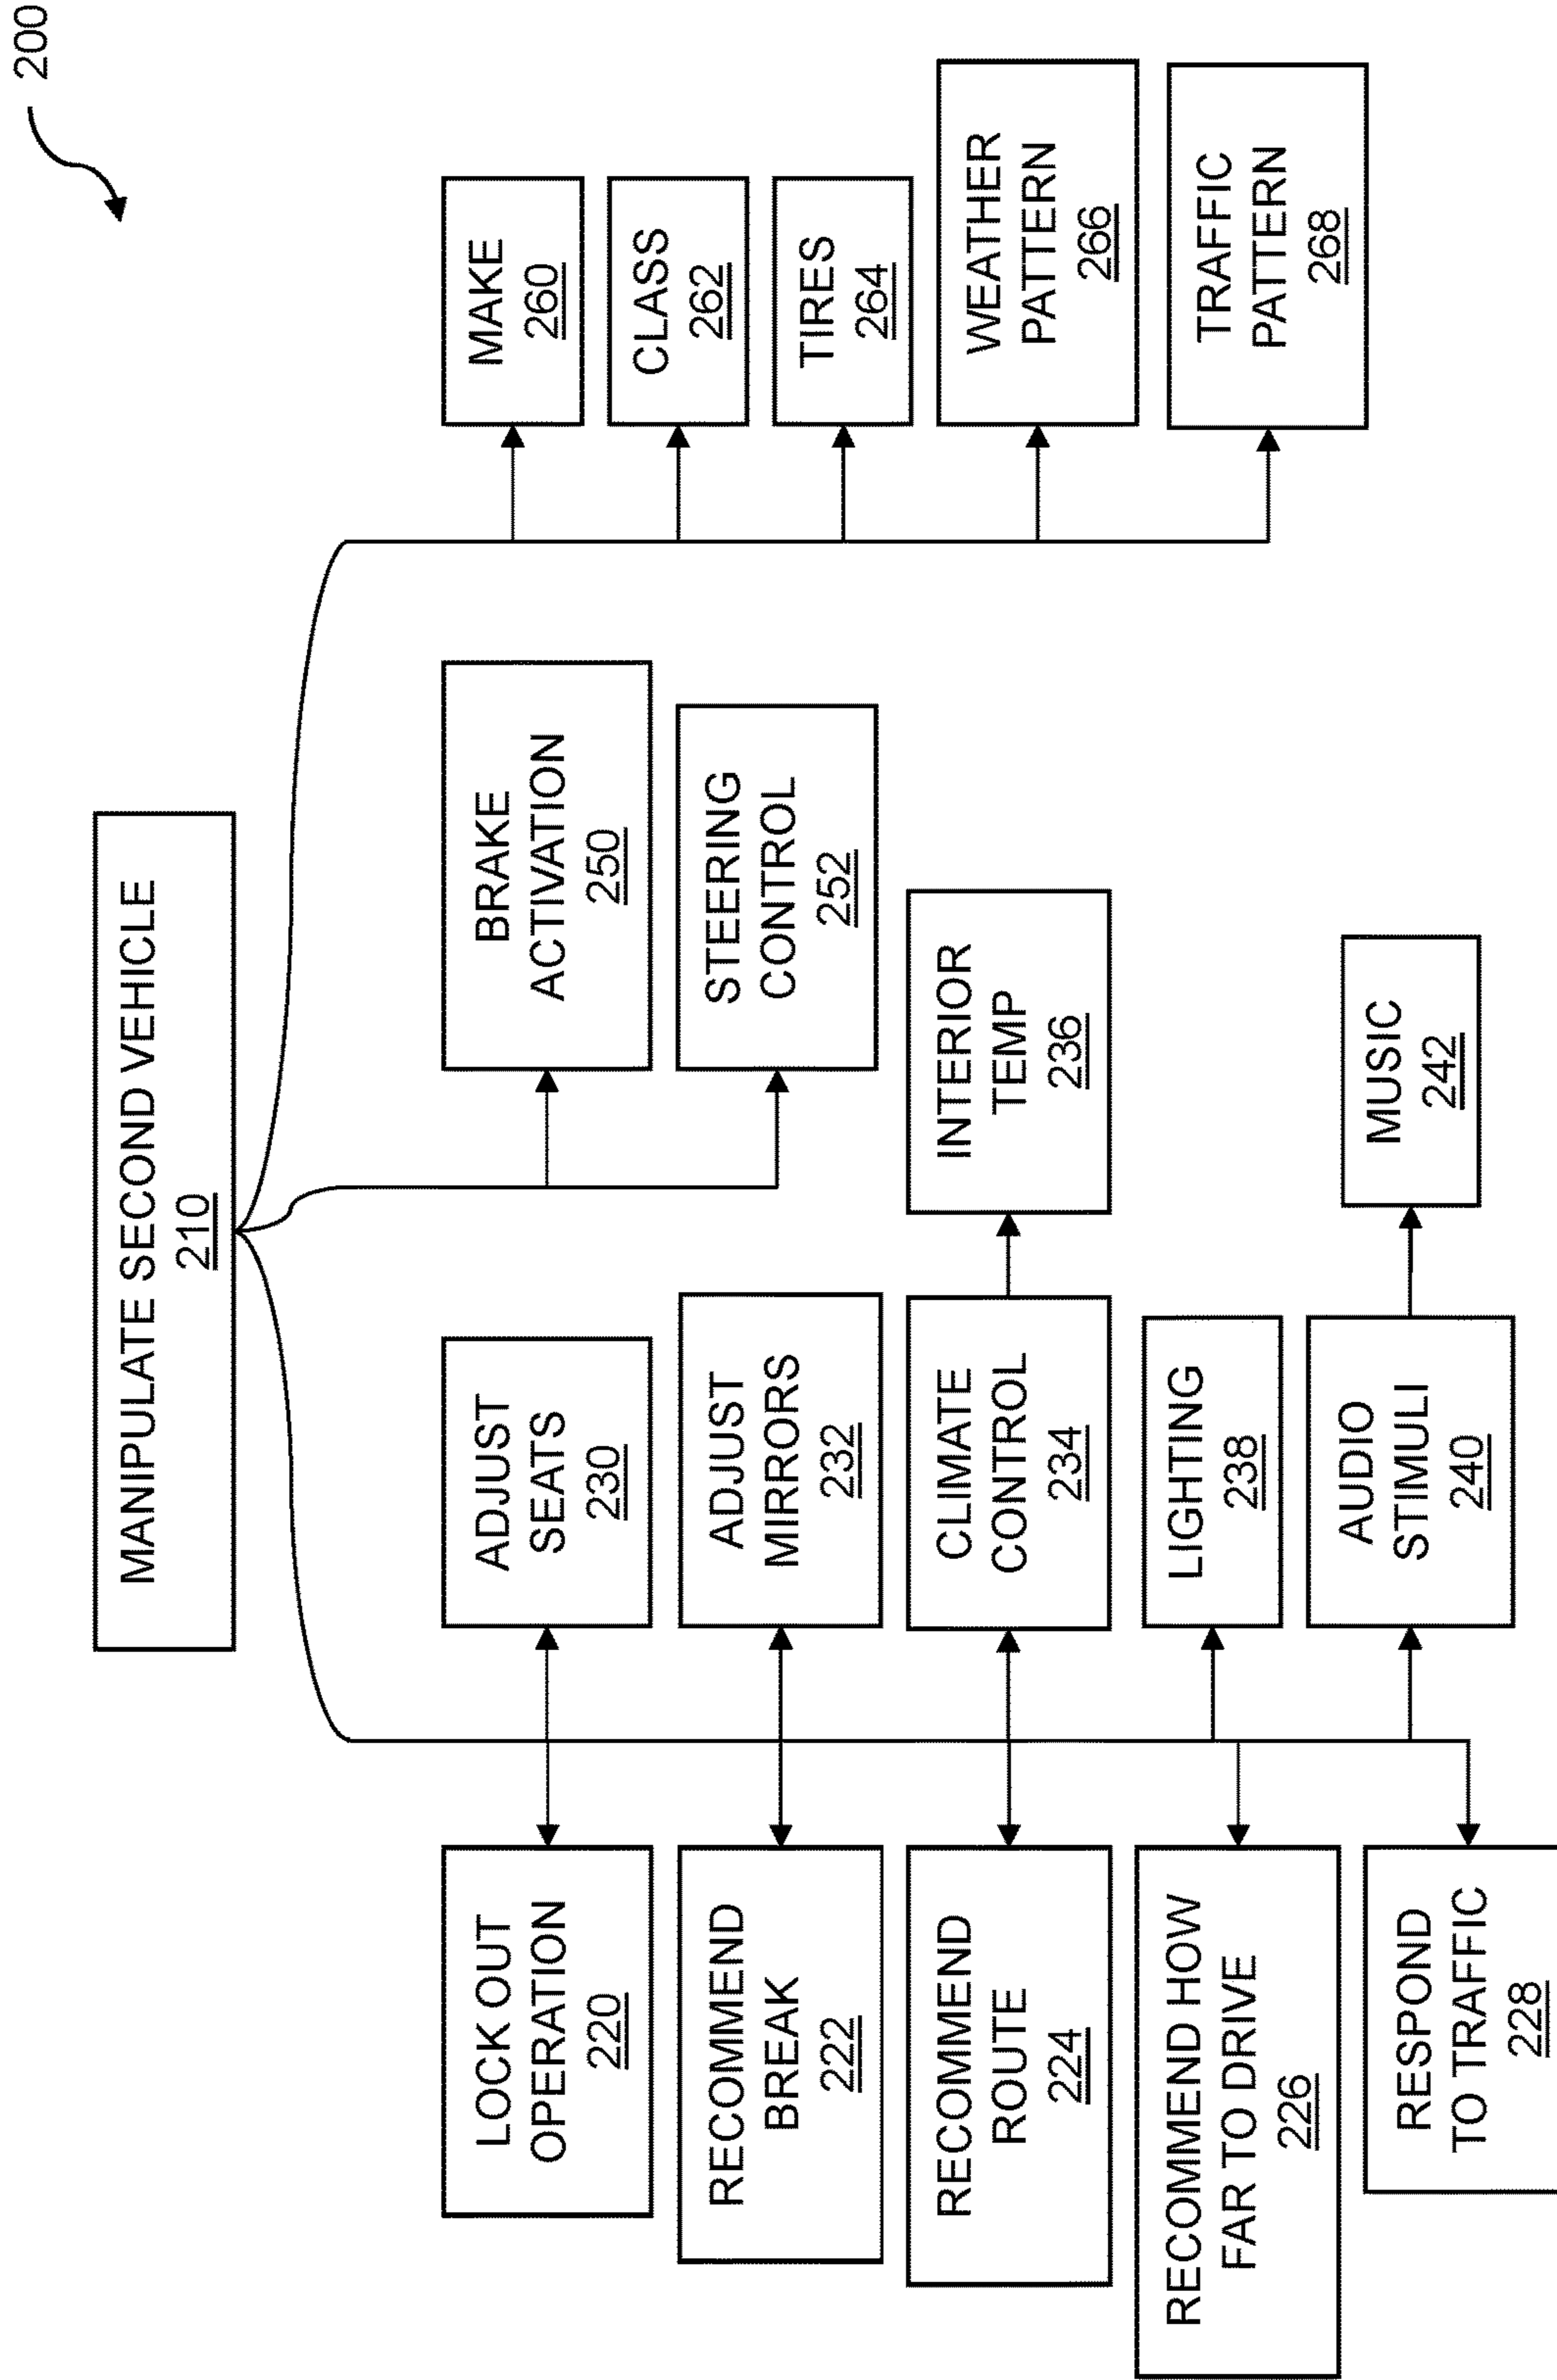 200
MANIPULATE SECOND VEHICLE
210
LOCK OUT
OPERATION
220
RECOMMEND
BREAK
222
RECOMMEND
ROUTE
224
RECOMMEND HOW
FAR TO DRIVE
226
RESPOND
TO TRAFFIC
228
ADJUST
SEATS
230
ADJUST
MIRRORS
232
CLIMATE
CONTROL
234
INTERIOR
TEMP
236
LIGHTING
238
AUDIO
STIMULI
240
MUSIC
242
BRAKE
ACTIVATION
250
STEERING
CONTROL
252
MAKE
260
CLASS
262
TIRES
264
WEATHER
PATTERN
266
TRAFFIC
PATTERN
268